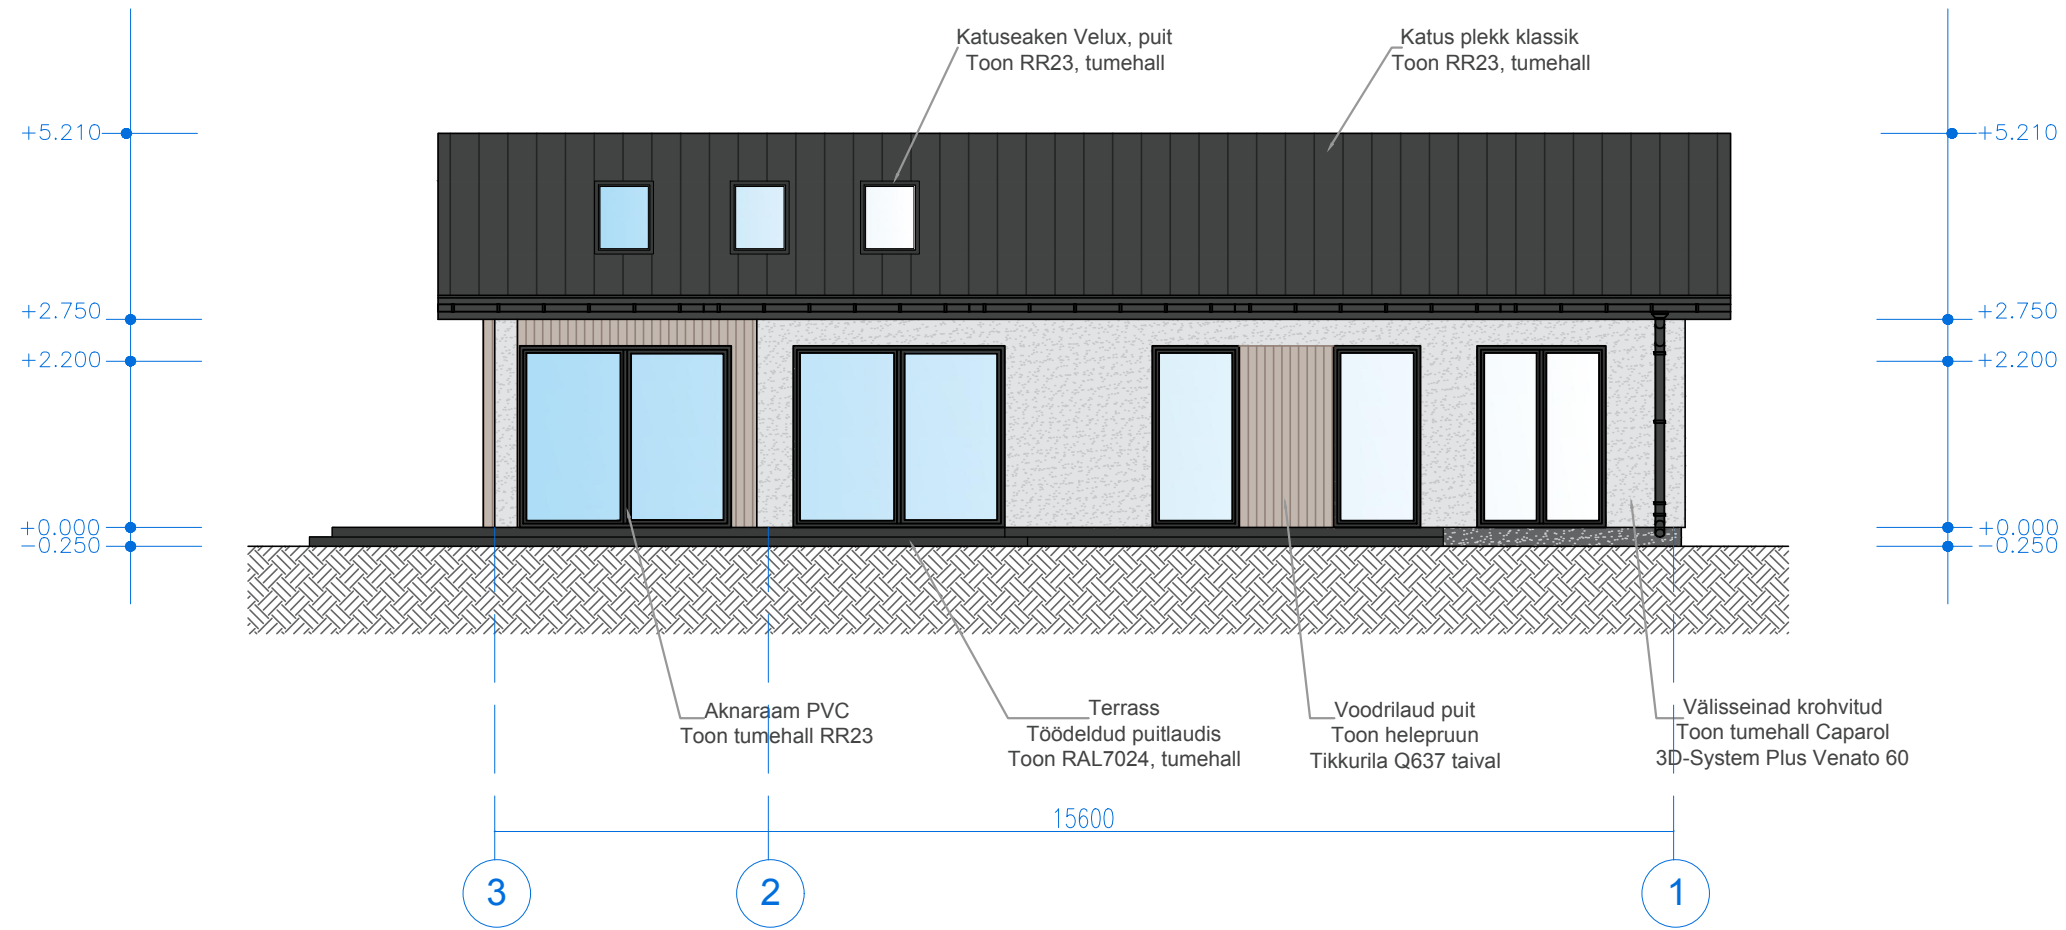 Katuseaken Velux, puit
Toon RR23, tumehall
Katus plekk klassik
Toon RR23, tumehall
+5.210
+5.210
+2.750
+2.750
+2.200
+2.200
+0.000
+0.000
-0.250
-0.250
Aknaraam PVC
Toon tumehall RR23
Terrass
Töödeldud puitlaudis
Toon RAL7024, tumehall
Voodrilaud puit
Toon helepruun
Tikkurila Q637 taival
Välisseinad krohvitud
Toon tumehall Caparol
3D-System Plus Venato 60
15600
3
2
1